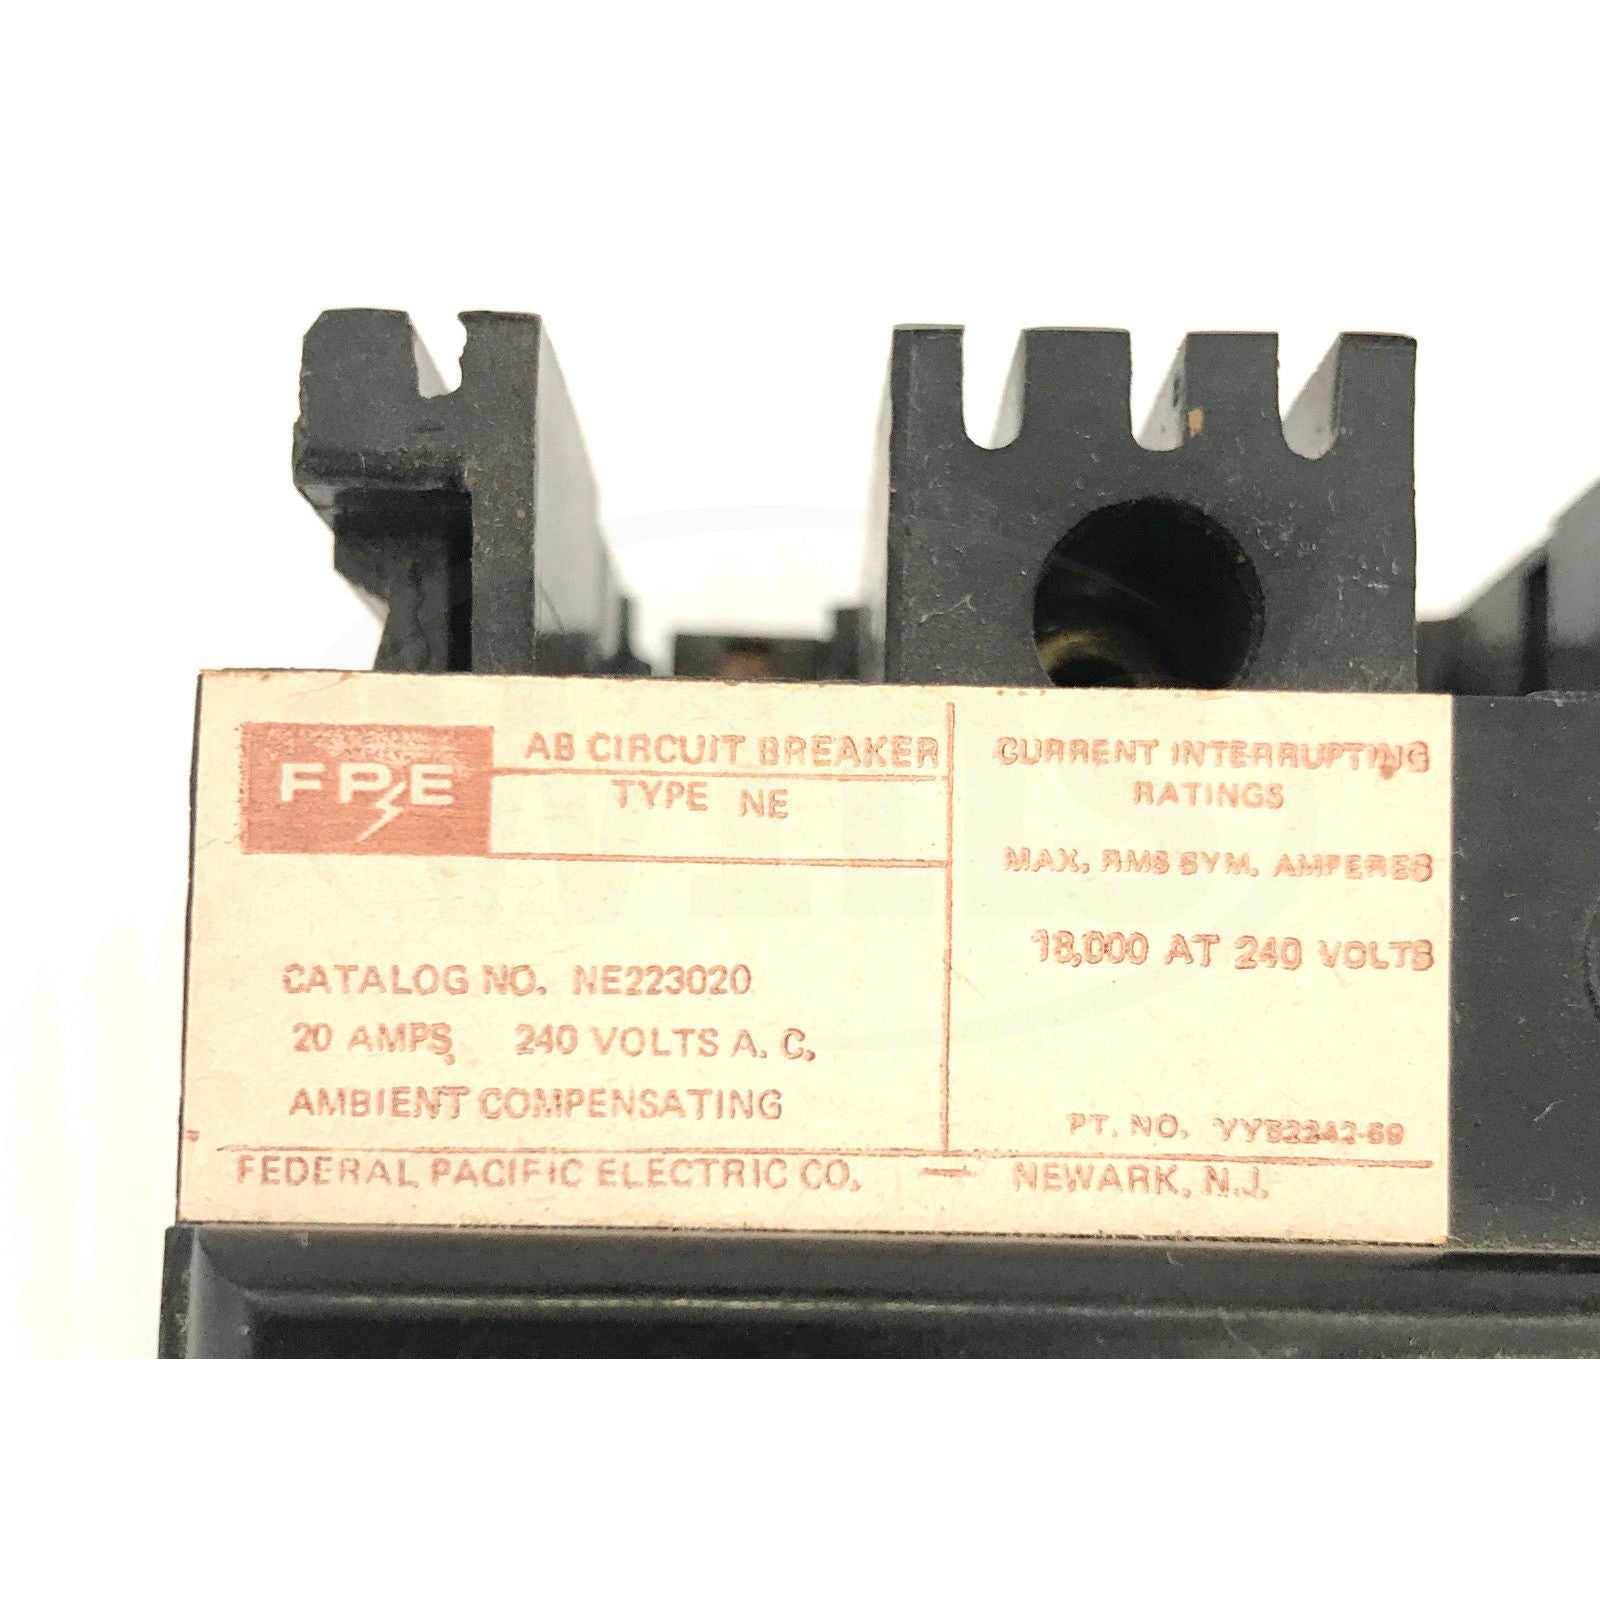 FPE
AB CIRCUIT BREAKER
TYPE NE
CATALOG NO. NE223020
20 AMPS, 240 VOLTS A. C.
AMBIENT COMPENSATING
CURRENT INTERRUPTING
RATINGS
MAX. RMS SYM. AMPERES
18,000 AT 240 VOLTS
PT. NO.
FEDERAL PACIFIC ELECTRIC CO. — NEWARK, N.J.